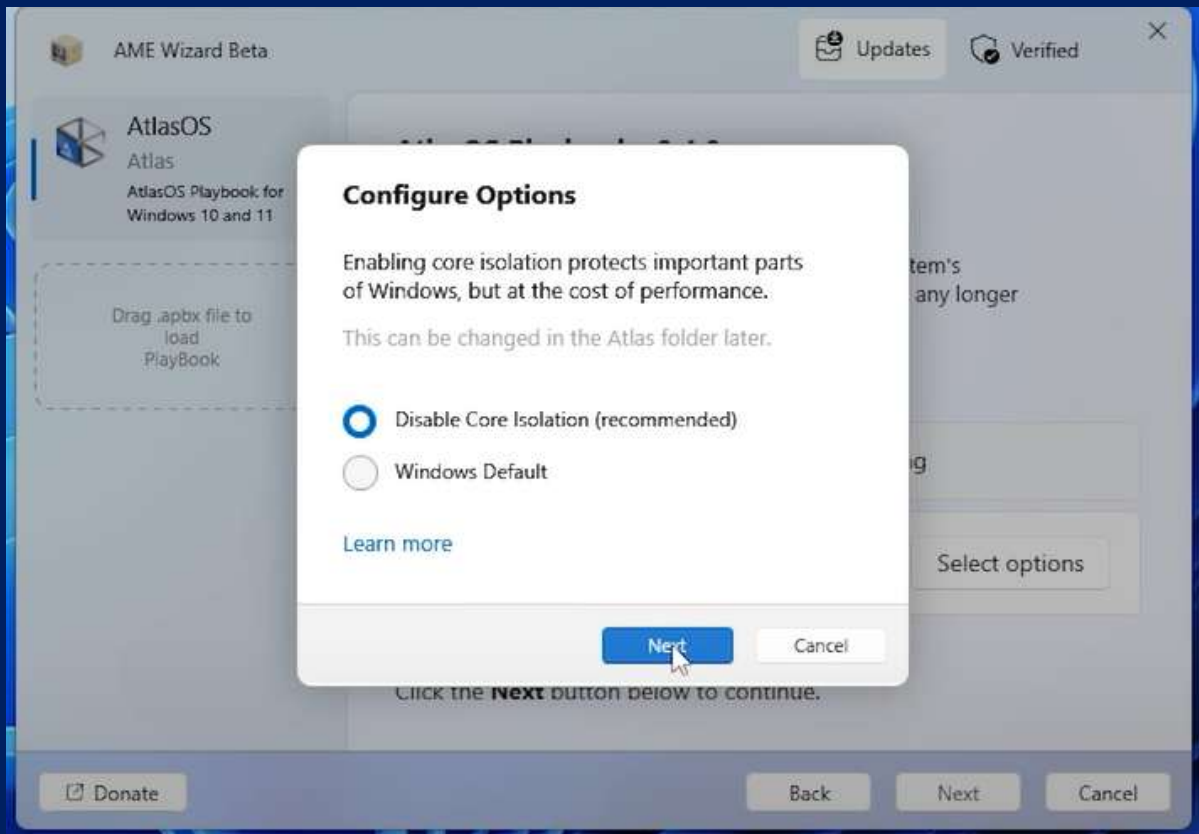 AME Wizard Beta
Updates
Verified
AtlasOS
Atlas
AtlasOS Playbook for
Windows 10 and 11
Drag .apbx file to
load
PlayBook
Configure Options
Enabling core isolation protects important parts
of Windows, but at the cost of performance.
This can be changed in the Atlas folder later.
Disable Core Isolation (recommended)
Windows Default
Learn more
Next
Cancel
tem's
any longer
Select options
Click the Next button below to continue.
Donate
Back
Next
Cancel